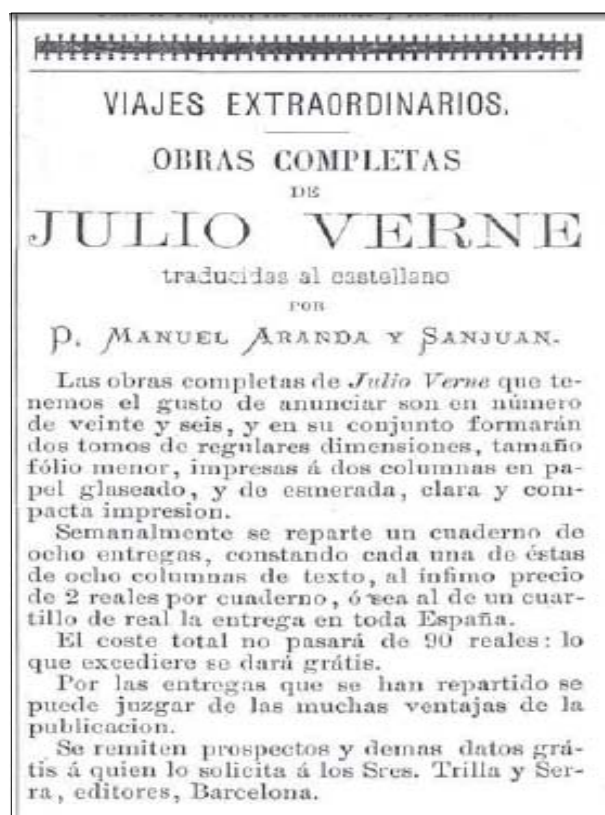 VIAJES EXTRAORDINARIOS.
OBRAS COMPLETAS
DE
JULIO VERNE
traducidas al castellano
POR
D. MANUEL ARANDA Y SANJUAN.
Las obras completas de Julio Verne que te-
nemos el gusto de anunciar son en número
de veinte y seis, y en su conjunto formarán
dos tomos de regulares dimensiones, tamaño
fólio menor, impresas á dos columnas en pa-
pel glaseado, y de esmerada, clara y com-
pacta impresion.
Semanalmente se reparte un cuaderno de
ocho entregas, constando cada una de éstas
de ocho columnas de texto, al ínfimo precio
de 2 reales por cuaderno, ó sea al de un cuar-
tillo de real la entrega en toda España.
El coste total no pasará de 90 reales: lo
que excediere se dará grátis.
Por las entregas que se han repartido se
puede juzgar de las muchas ventajas de la
publicacion.
Se remiten prospectos y demas datos grá-
tis á quien lo solicita á los Sres. Trilla y Ser-
ra, editores, Barcelona.